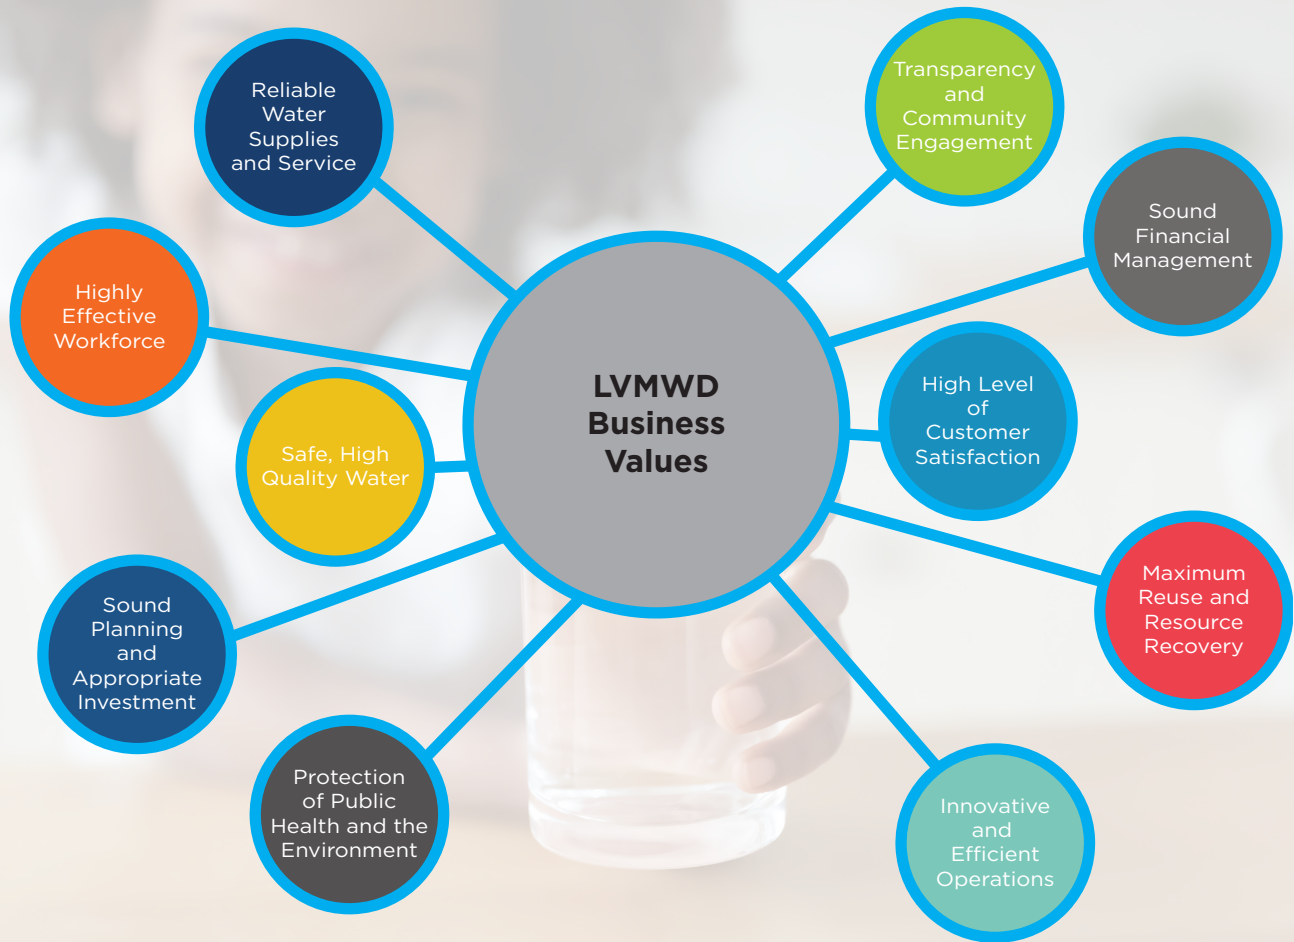 Reliable
Water
Supplies
and Service
Transparency
and
Community
Engagement
Sound
Financial
Management
Highly
Effective
Workforce
LVMWD
Business
Values
High Level
of
Customer
Satisfaction
Safe, High
Quality Water
Sound
Planning
and
Appropriate
Investment
Maximum
Reuse and
Resource
Recovery
Protection
of Public
Health and the
Environment
Innovative
and
Efficient
Operations